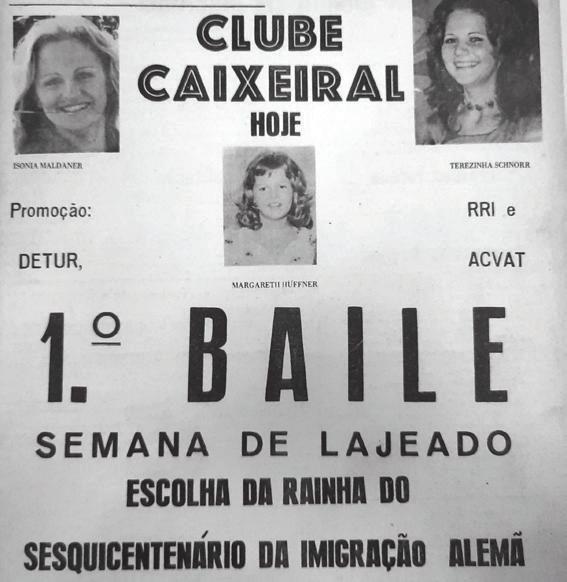 CLUBE
CAIXEIRAL
HOJE
ISONIA MALDANER
TEREZINHA SCHNORR
Promoção:
RRI e
DETUR,
ACVAT
MARGARETH HUFFNER
1.º BAILE
SEMANA DE LAJEADO
ESCOLHA DA RAINHA DO
SESQUICENTENÁRIO DA IMIGRAÇÃO ALEMÃ